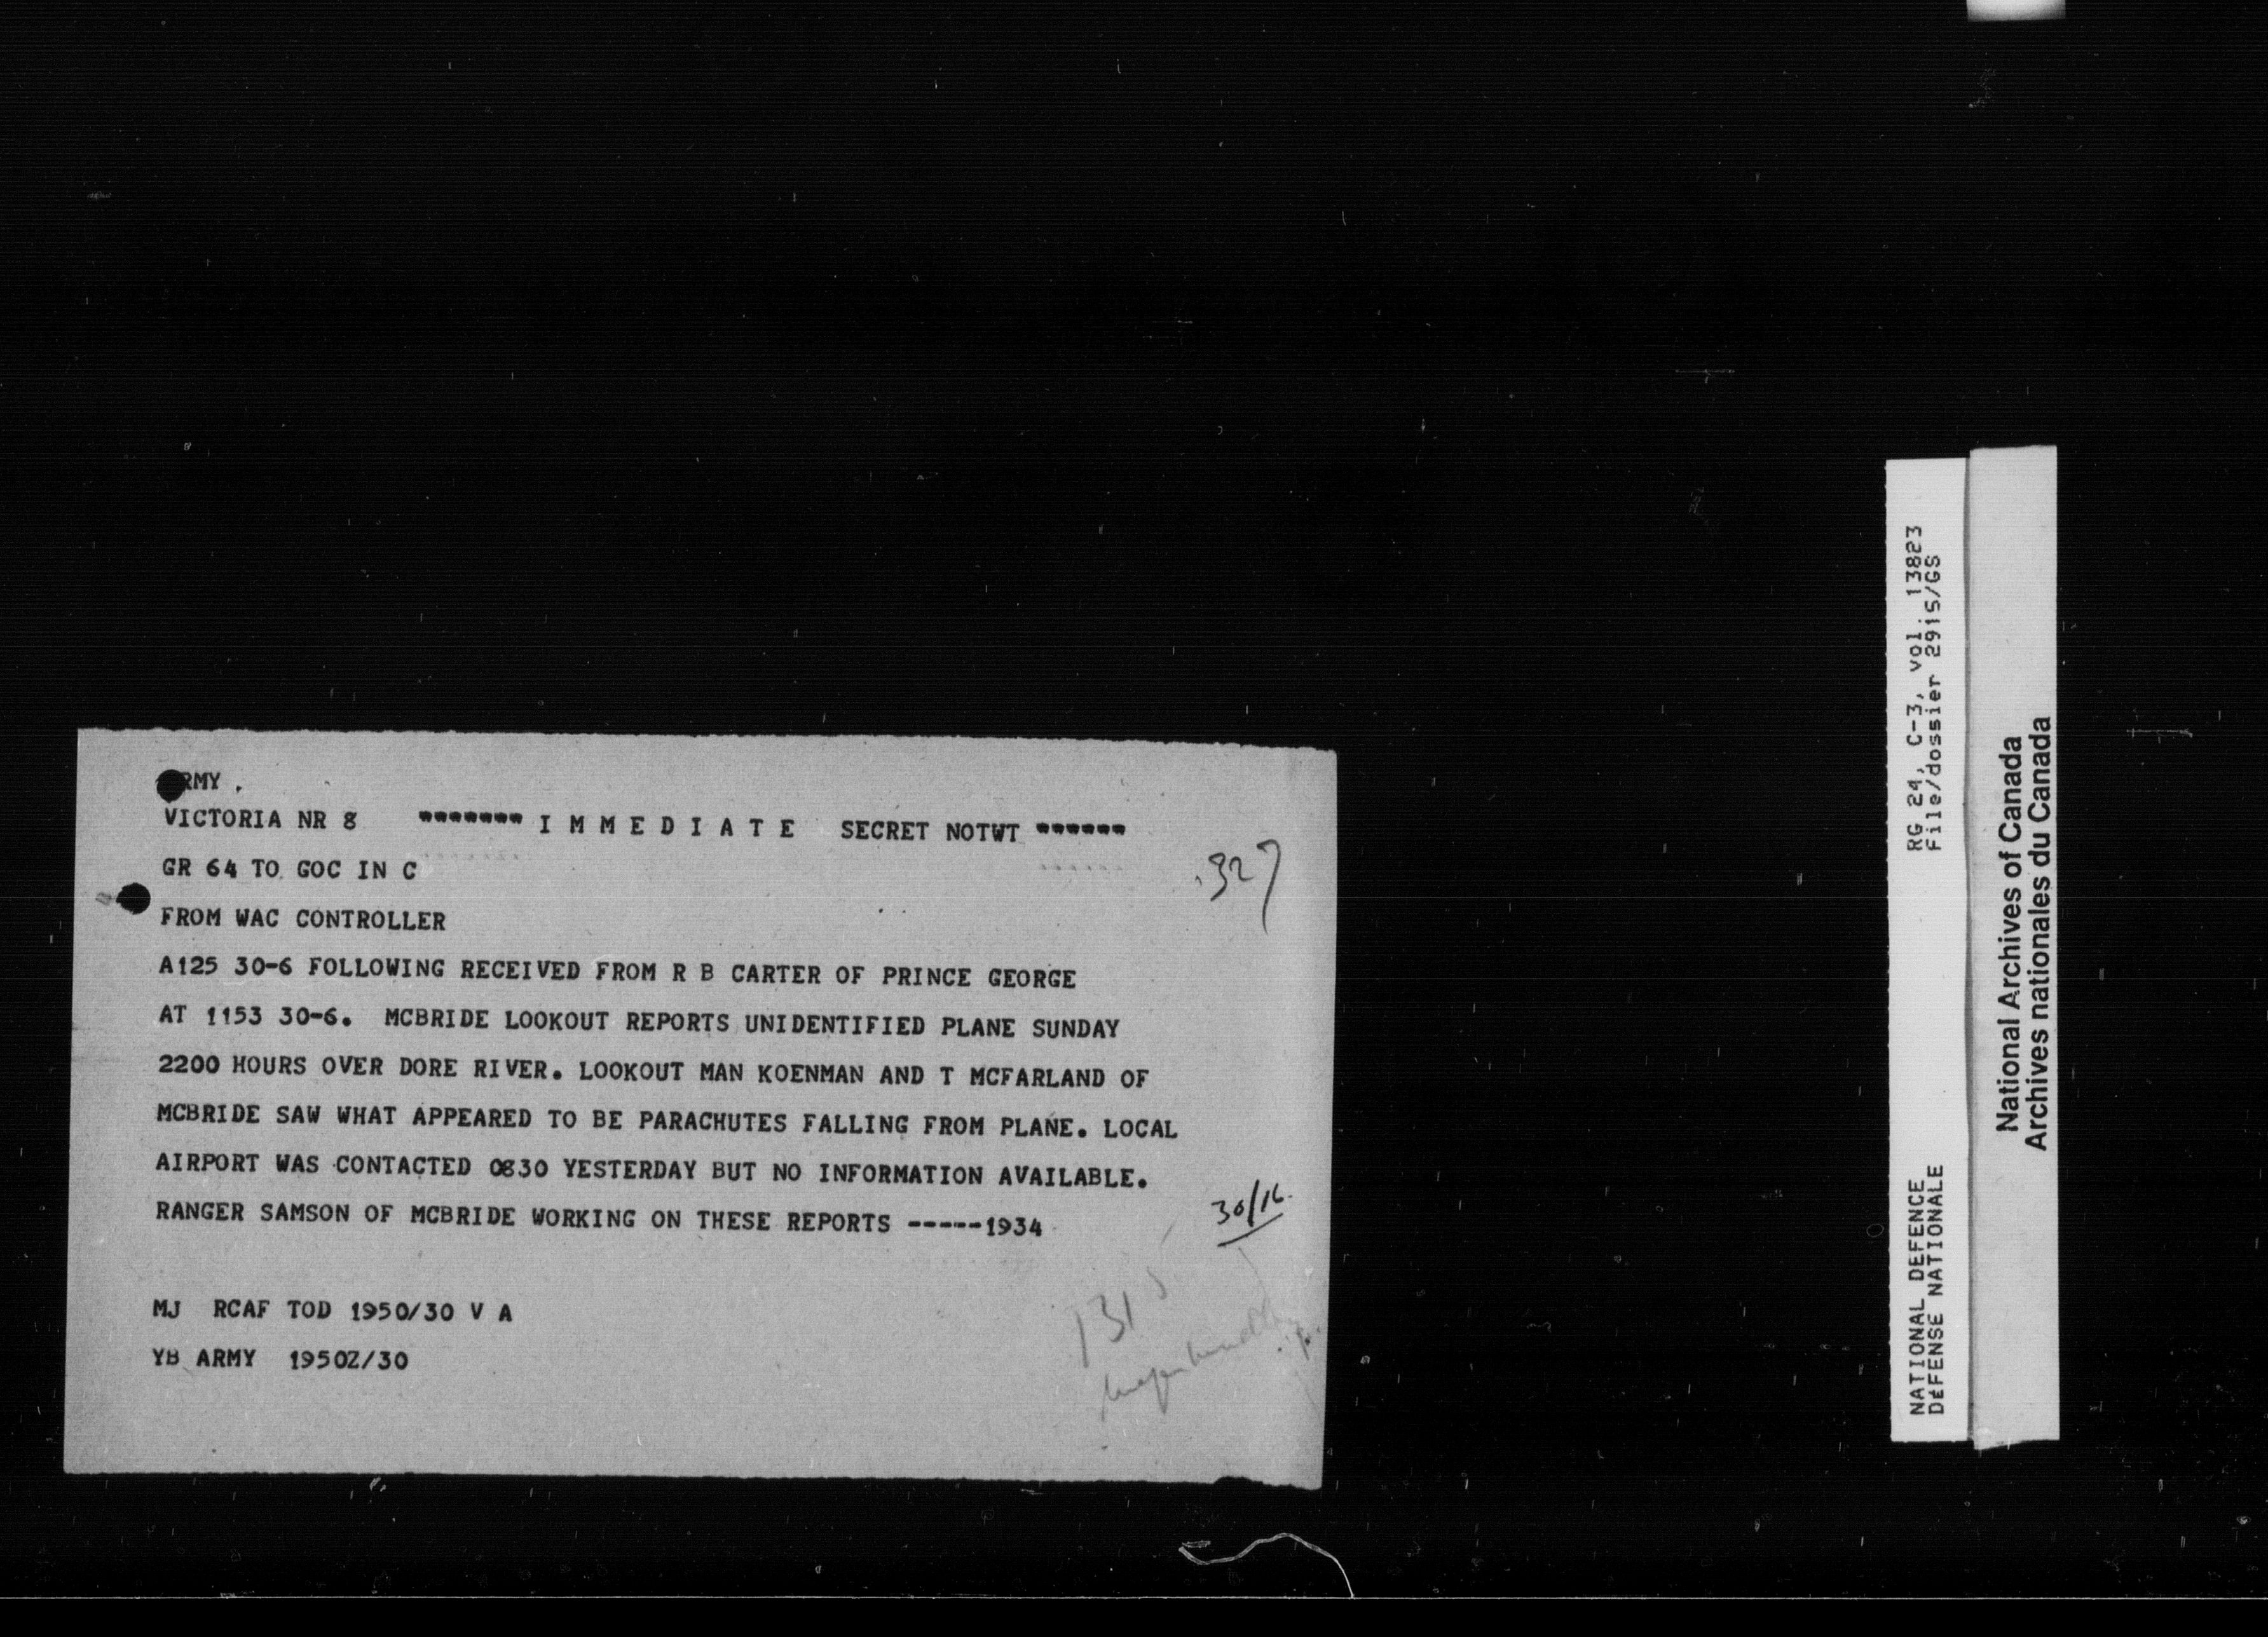 ARMY .
VICTORIA NR 8 """"""" I M M E D I A T E SECRET NOTWT """"""
GR 64 TO GOC IN C
327
FROM WAC CONTROLLER
A125 30-6 FOLLOWING RECEIVED FROM R B CARTER OF PRINCE GEORGE
AT 1153 30-6. MCBRIDE LOOKOUT REPORTS UNIDENTIFIED PLANE SUNDAY
2200 HOURS OVER DORE RIVER. LOOKOUT MAN KOENMAN AND T MCFARLAND OF
MCBRIDE SAW WHAT APPEARED TO BE PARACHUTES FALLING FROM PLANE. LOCAL
AIRPORT WAS CONTACTED 0830 YESTERDAY BUT NO INFORMATION AVAILABLE.
RANGER SAMSON OF MCBRIDE WORKING ON THESE REPORTS -----1934
MJ RCAF TOD 1950/30 V A
YB ARMY 1950Z/30
RG 24, C-3, vol. 13823
File/dossier 2915/GS
NATIONAL DEFENCE
DÉFENSE NATIONALE
National Archives of Canada
Archives nationales du Canada